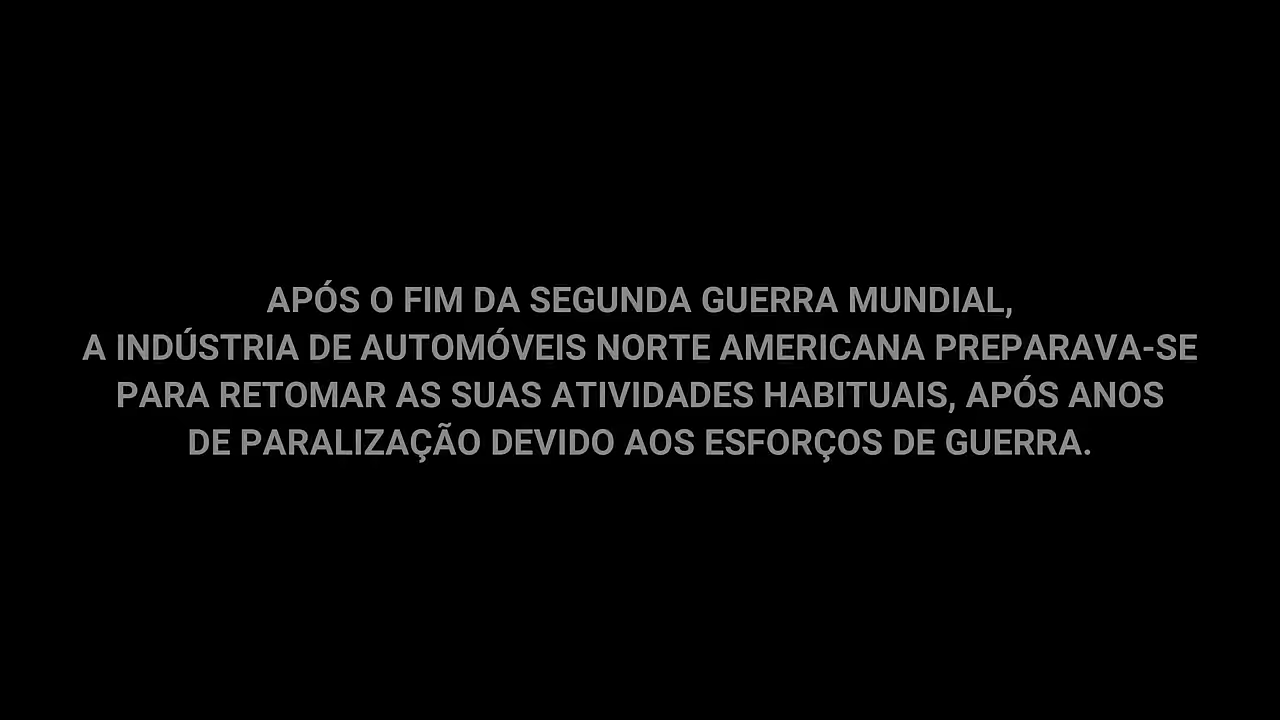 APÓS O FIM DA SEGUNDA GUERRA MUNDIAL,
A INDÚSTRIA DE AUTOMÓVEIS NORTE AMERICANA PREPARAVA-SE
PARA RETOMAR AS SUAS ATIVIDADES HABITUAIS, APÓS ANOS
DE PARALIZAÇÃO DEVIDO AOS ESFORÇOS DE GUERRA.